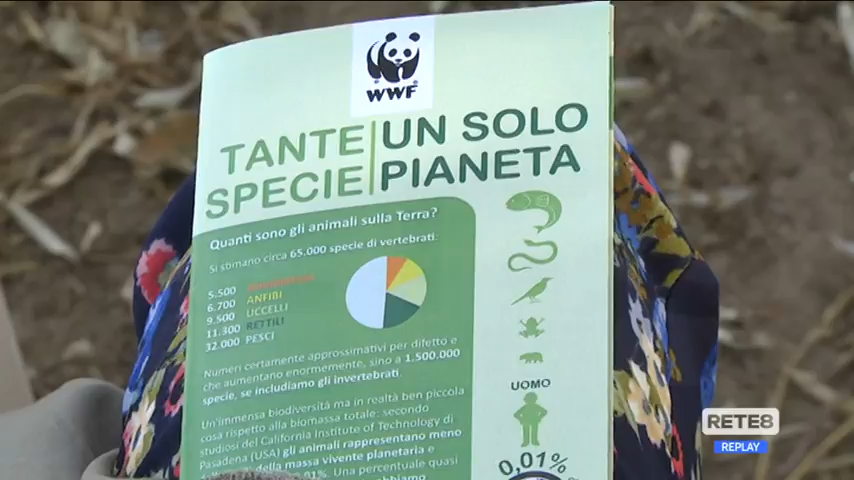 WWF
TANTE SPECIE
UN SOLO PIANETA
Quanti sono gli animali sulla Terra?
Si stimano circa 65.000 specie di vertebrati:
5.500
6.700 ANFIBI
9.500 UCCELLI
11.300 RETTILI
32.000 PESCI
Numeri certamente approssimativi per difetto e
che aumentano enormemente, sino a 1.500.000
specie, se includiamo gli invertebrati.
Un'immensa biodiversità ma in realtà ben piccola
cosa rispetto alla biomassa totale: secondo
studiosi del California Institute of Technology di
Pasadena (USA) gli animali rappresentano meno
della massa vivente planetaria e
01%. Una percentuale quasi
UOMO
0,01%
RETE8
REPLAY